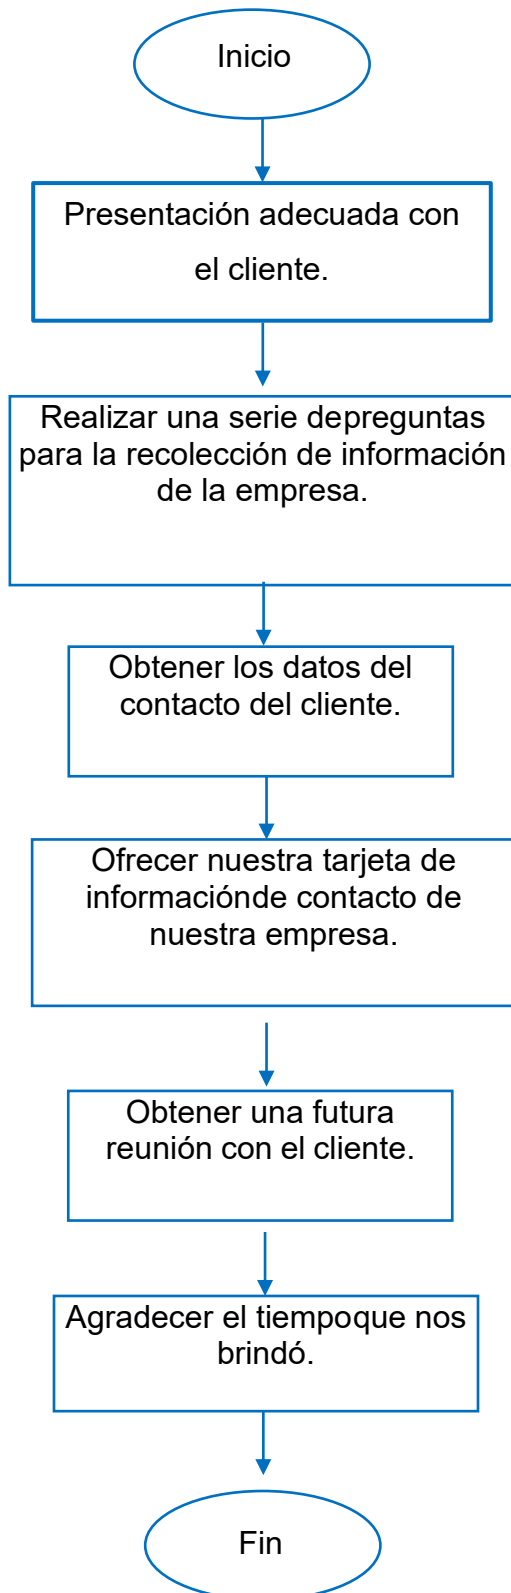 Inicio
Presentación adecuada con
el cliente.
Realizar una serie depreguntas
para la recolección de información
de la empresa.
Obtener los datos del
contacto del cliente.
Ofrecer nuestra tarjeta de
informaciónde contacto de
nuestra empresa.
Obtener una futura
reunión con el cliente.
Agradecer el tiempoque nos
brindó.
Fin